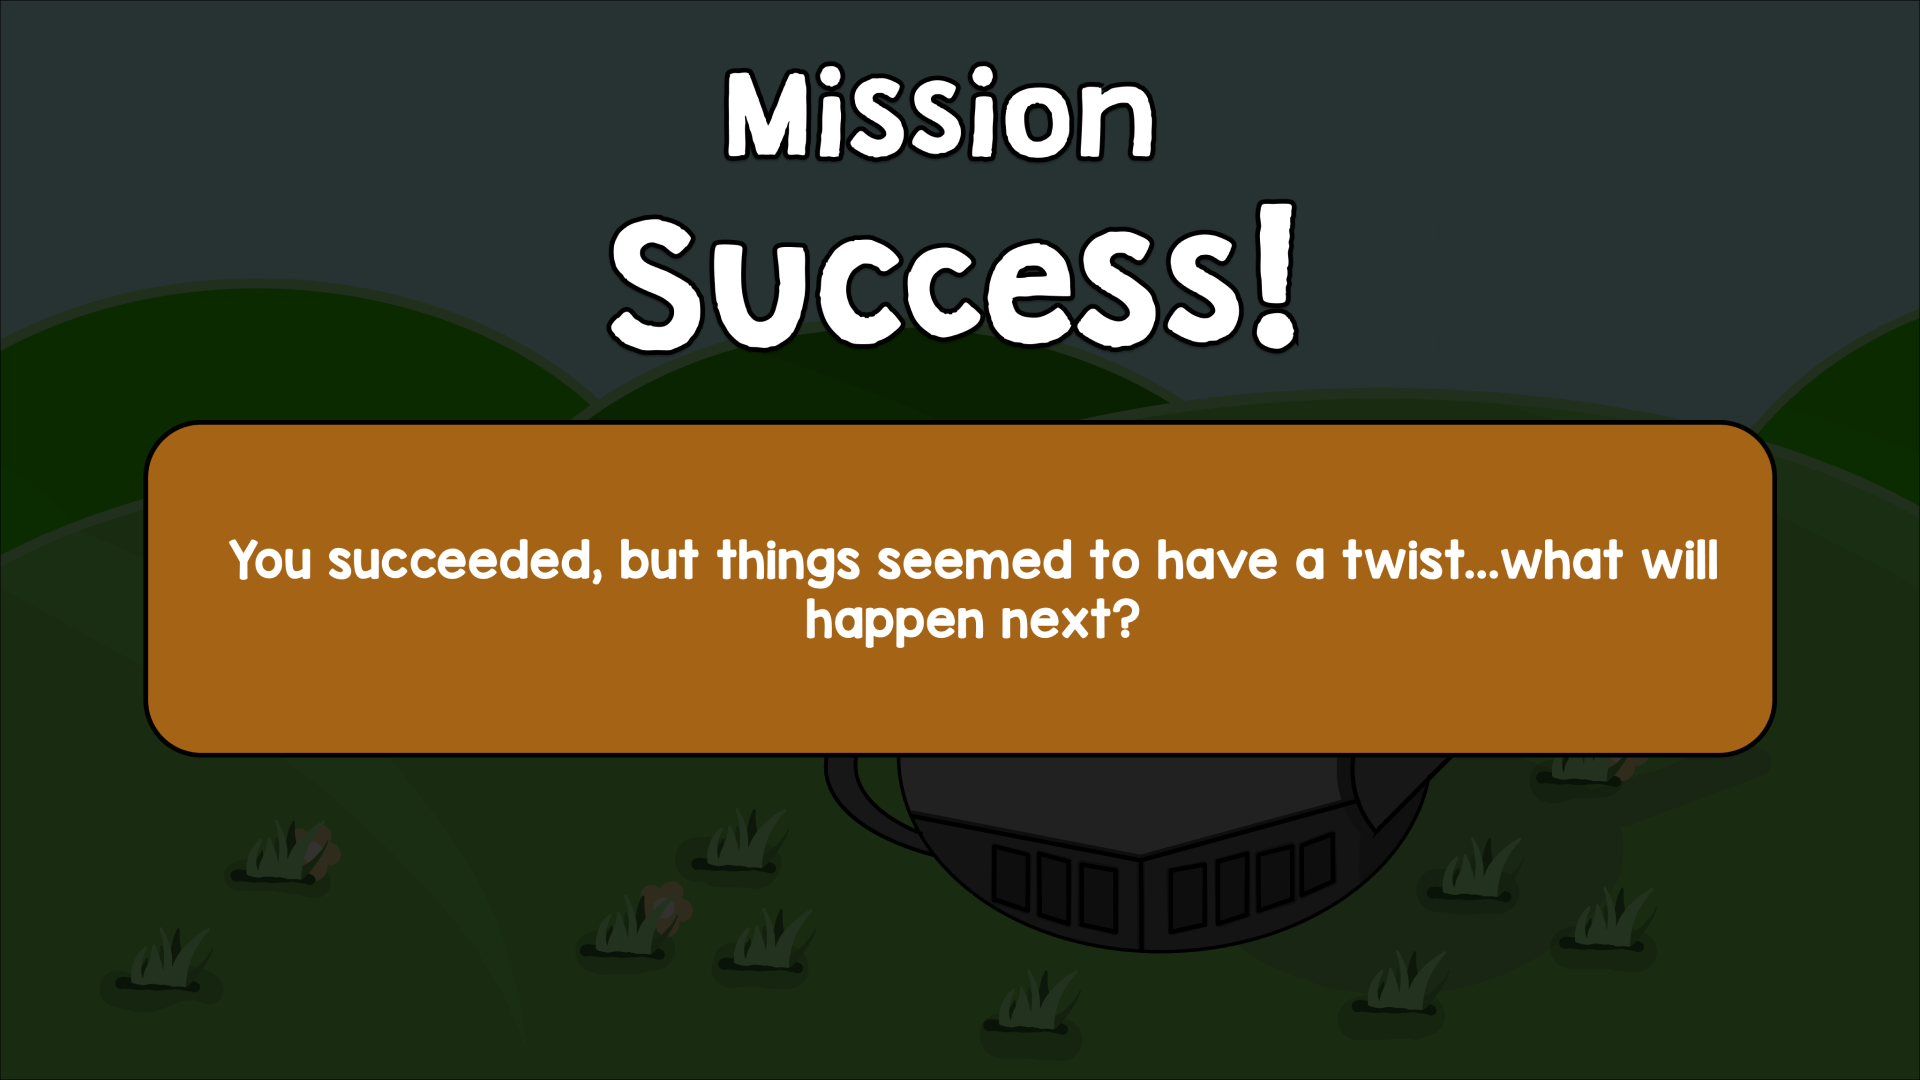 Mission
Success!
You succeeded, but things seemed to have a twist...what will
happen next?